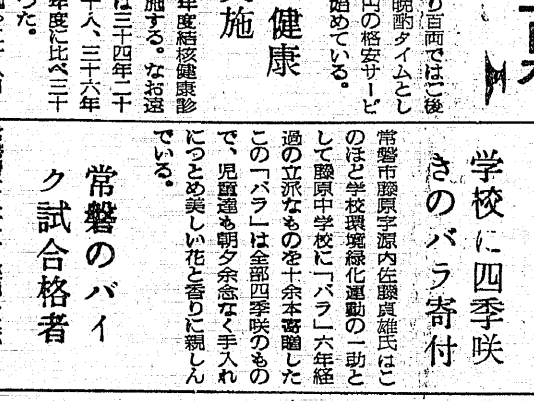 り百両ではご後
晩酌タイムとし
円の格安サービ
始めている。
健康
施
年度結核健康診
施する。なお遠
は三十四年二十
十人、三十六年
年度に比べ三十
った。
学校に四季咲
きのバラ寄付
常磐市藤原字源内佐藤貞雄氏はこ
のほど学校環境緑化運動の一助と
して藤原中学校に「バラ」六年経
過の立派なものを十余本寄贈した
この「バラ」は全部四季咲のもの
で、児童達も朝夕余念なく手入れ
につとめ美しい花と香りに親しん
でいる。
常磐のバイ
ク試合格者